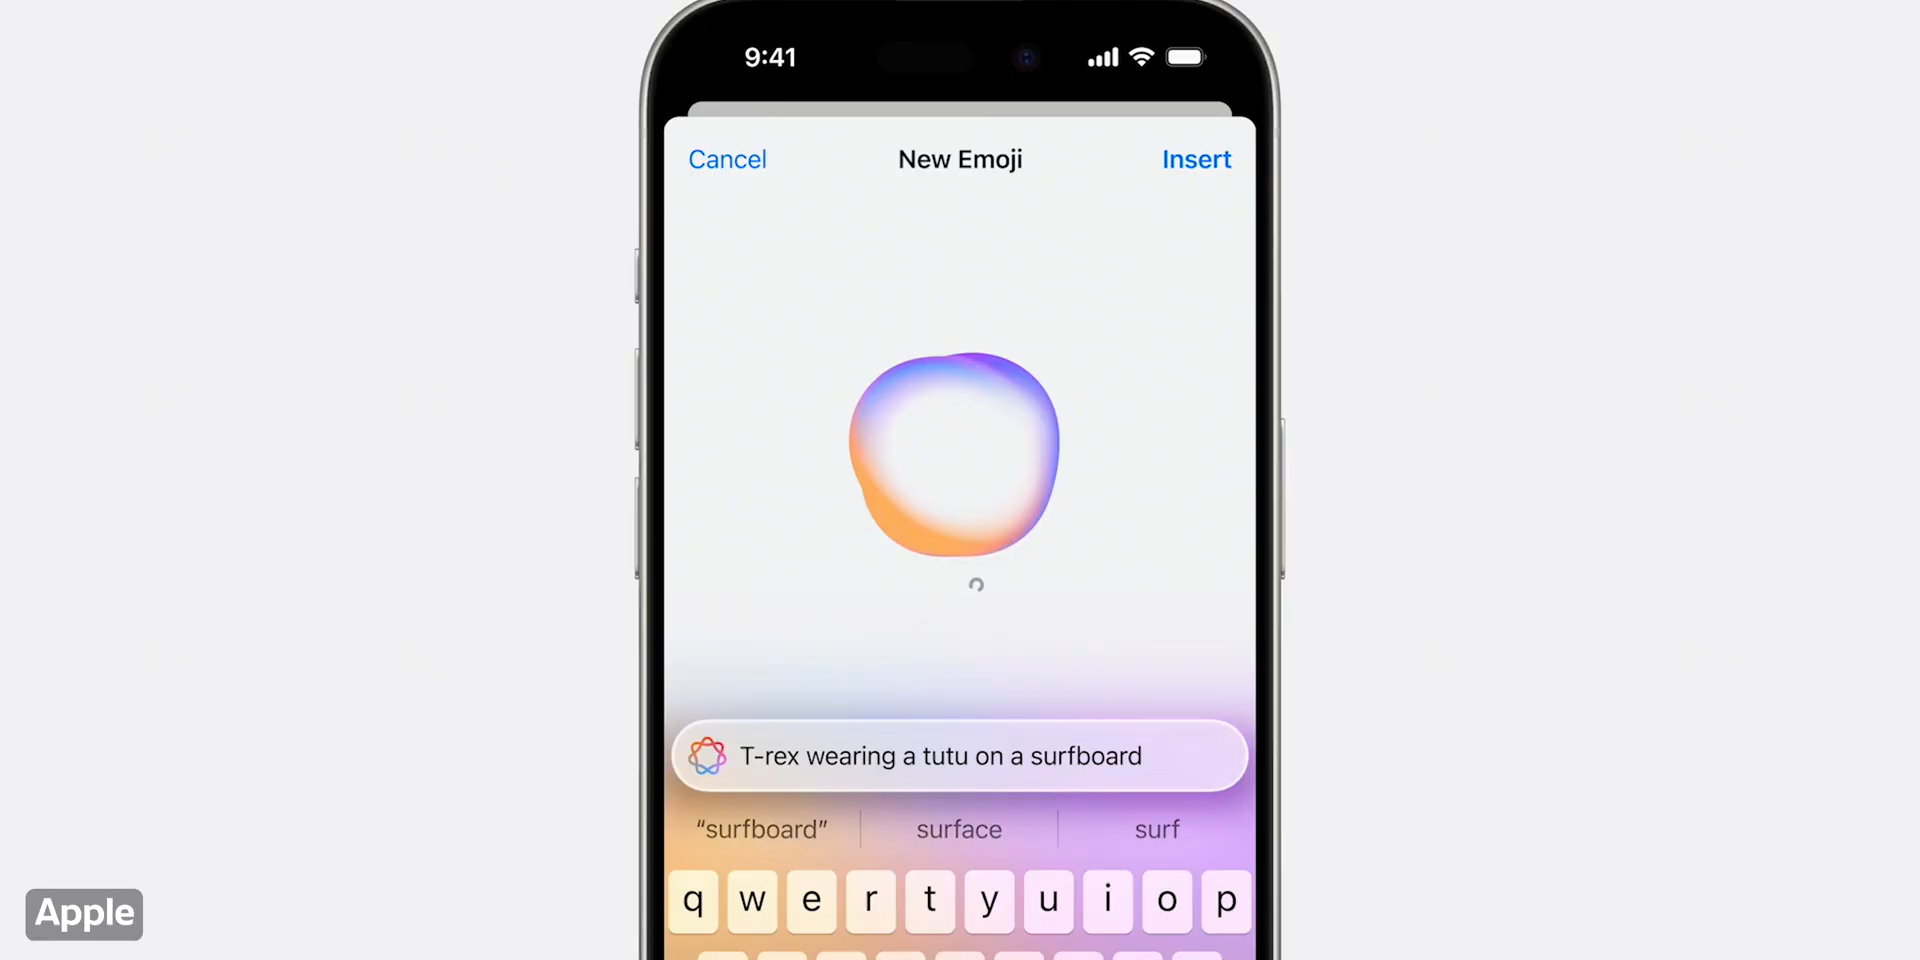 9:41
Cancel New Emoji Insert
T-rex wearing a tutu on a surfboard
“surfboard” surface surf
q w e r t y u i o p
Apple